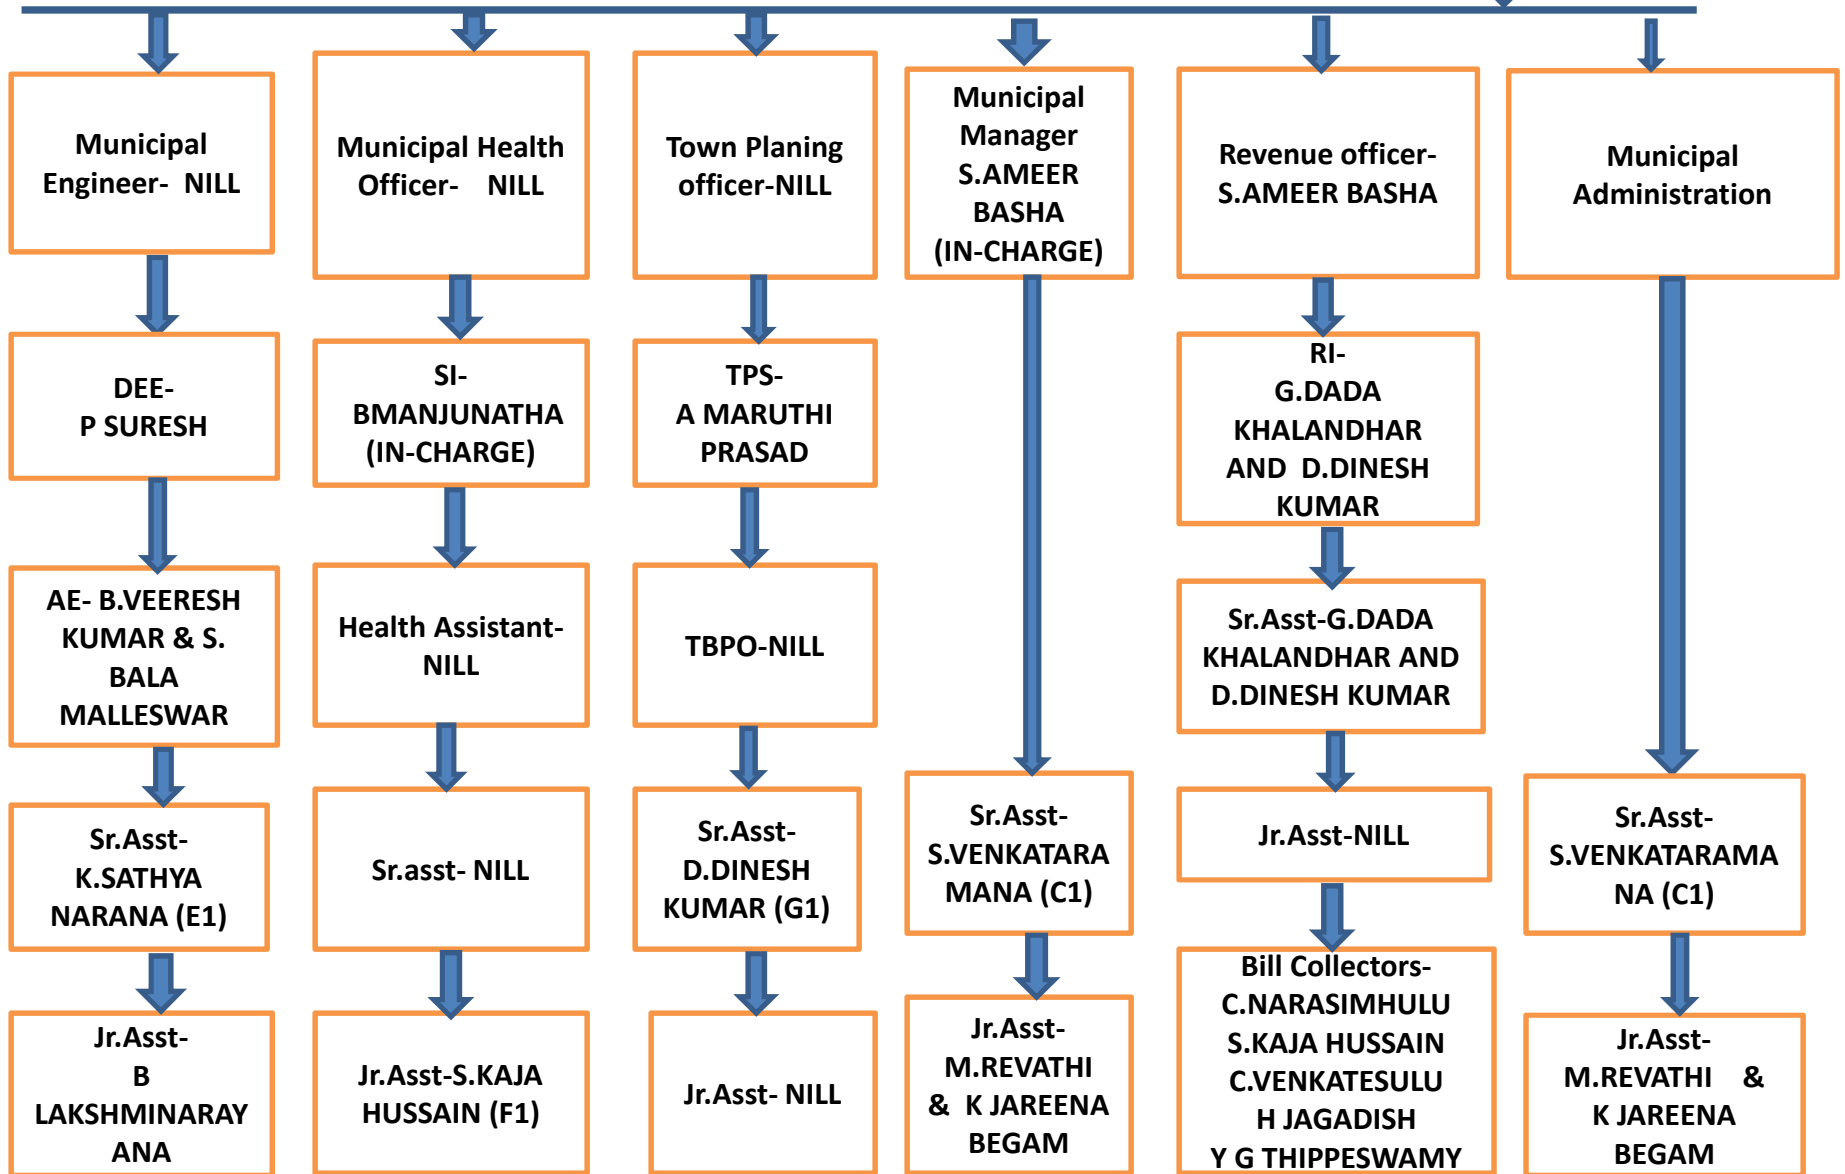 Municipal
Engineer- NILL
DEE-
P SURESH
AE- B.VEERESH
KUMAR & S.
BALA
MALLESWAR
Sr.Asst-
K.SATHYA
NARANA (E1)
Jr.Asst-
B
LAKSHMINARAY
ANA
Municipal Health
Officer- NILL
SI-
BMANJUNATHA
(IN-CHARGE)
Health Assistant-
NILL
Sr.asst- NILL
Jr.Asst-S.KAJA
HUSSAIN (F1)
Town Planing
officer-NILL
TPS-
A MARUTHI
PRASAD
TBPO-NILL
Sr.Asst-
D.DINESH
KUMAR (G1)
Jr.Asst- NILL
Municipal
Manager
S.AMEER
BASHA
(IN-CHARGE)
Sr.Asst-
S.VENKATARA
MANA (C1)
Jr.Asst-
M.REVATHI
& K JAREENA
BEGAM
Revenue officer-
S.AMEER BASHA
RI-
G.DADA
KHALANDHAR
AND D.DINESH
KUMAR
Sr.Asst-G.DADA
KHALANDHAR AND
D.DINESH KUMAR
Jr.Asst-NILL
Bill Collectors-
C.NARASIMHULU
S.KAJA HUSSAIN
C.VENKATESULU
H JAGADISH
Y G THIPPESWAMY
Municipal
Administration
Sr.Asst-
S.VENKATARAMA
NA (C1)
Jr.Asst-
M.REVATHI &
K JAREENA
BEGAM